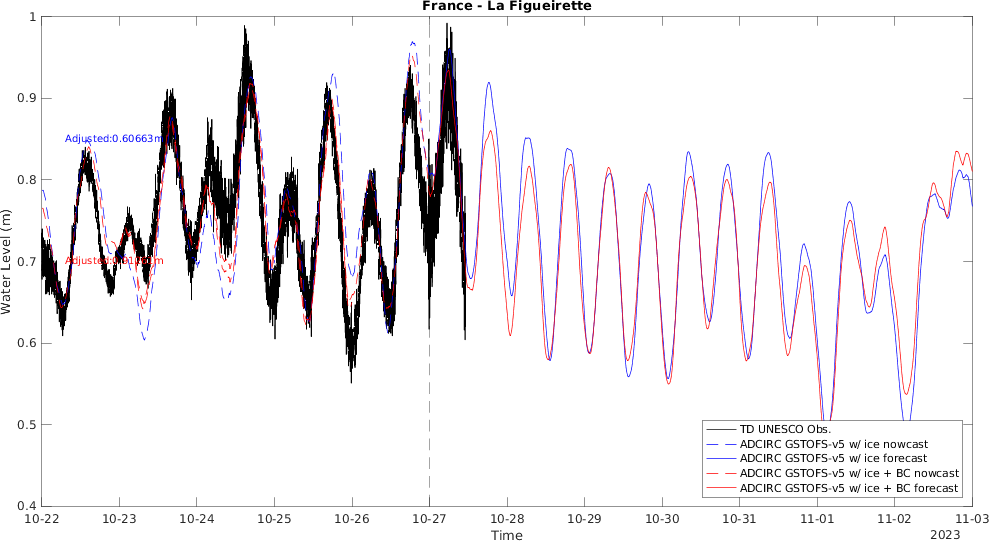 France - La Figueirette
1
0.9
0.8
0.7
0.6
0.5
0.4
Water Level (m)
Adjusted:0.60663m
10-22
10-23
10-24
10-25
10-26
10-27
10-28
10-29
10-30
10-31
11-01
11-02
11-03
Time
2023
TD UNESCO Obs.
ADCIRC GSTOFS-v5 w/ ice nowcast
ADCIRC GSTOFS-v5 w/ ice forecast
ADCIRC GSTOFS-v5 w/ ice + BC nowcast
ADCIRC GSTOFS-v5 w/ ice + BC forecast